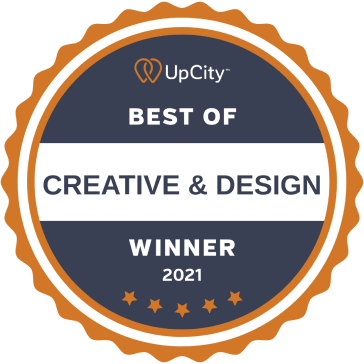 UpCity™
BEST OF
CREATIVE & DESIGN
WINNER
2021